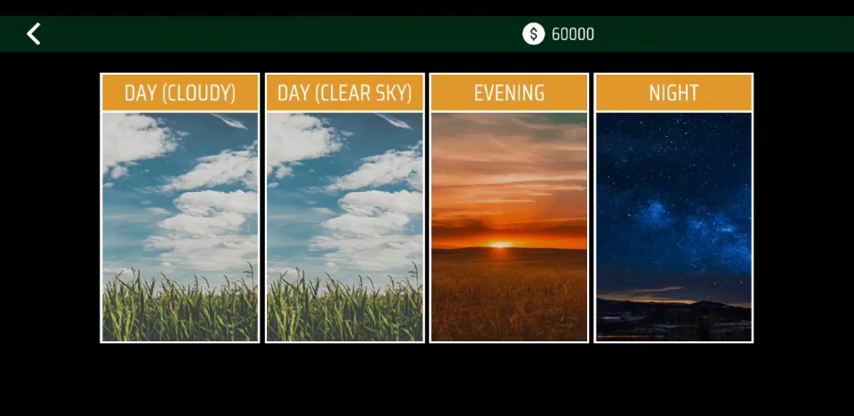 $ 60000
DAY (CLOUDY)
DAY (CLEAR SKY)
EVENING
NIGHT